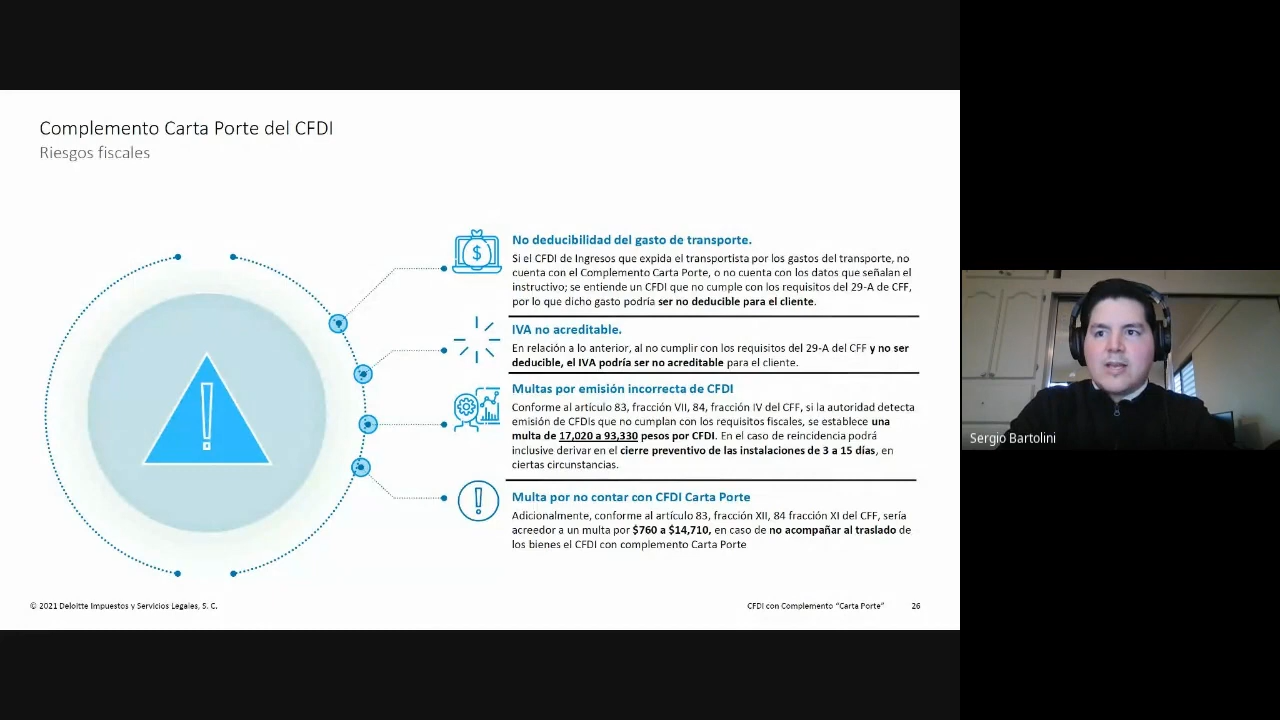 Complemento Carta Porte del CFDI
Riesgos fiscales
$
No deducibilidad del gasto de transporte.
Si el CFDI de Ingresos que expida el transportista por los gastos del transporte, no
cuenta con el Complemento Carta Porte, o no cuenta con los datos que señalan el
instructivo; se entiende un CFDI que no cumple con los requisitos del 29-A de CFF,
por lo que dicho gasto podría ser no deducible para el cliente.
IVA no acreditable.
En relación a lo anterior, al no cumplir con los requisitos del 29-A del CFF y no ser
deducible, el IVA podría ser no acreditable para el cliente.
Multas por emisión incorrecta de CFDI
Conforme al artículo 83, fracción VII, 84, fracción IV del CFF, si la autoridad detecta
emisión de CFDIs que no cumplan con los requisitos fiscales, se establece una
multa de 17,020 a 93,330 pesos por CFDI. En el caso de reincidencia podrá
inclusive derivar en el cierre preventivo de las instalaciones de 3 a 15 días, en
ciertas circunstancias.
Multa por no contar con CFDI Carta Porte
Adicionalmente, conforme al artículo 83, fracción XII, 84 fracción XI del CFF, sería
acreedor a un multa por $760 a $14,710, en caso de no acompañar al traslado de
los bienes el CFDI con complemento Carta Porte
© 2021 Deloitte Impuestos y Servicios Legales, S. C.
CFDI con Complemento "Carta Porte"
26
Sergio Bartolini